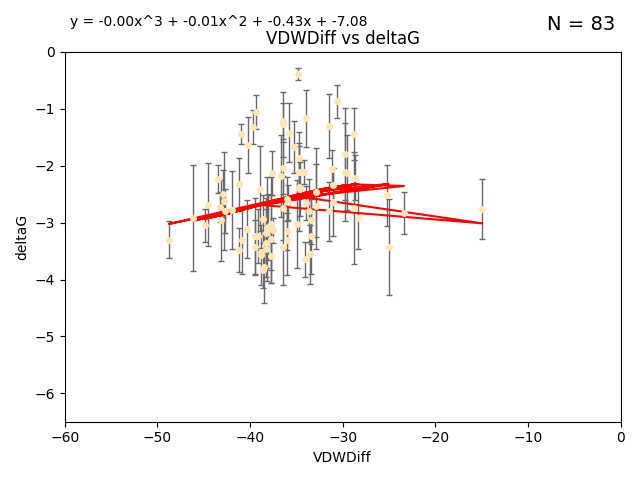 y = -0.00x^3 + -0.01x^2 + -0.43x + -7.08
N = 83
VDWDiff vs deltaG
0
−1
−2
−3
−4
−5
−6
deltaG
−60 −50 −40 −30 −20 −10 0
VDWDiff